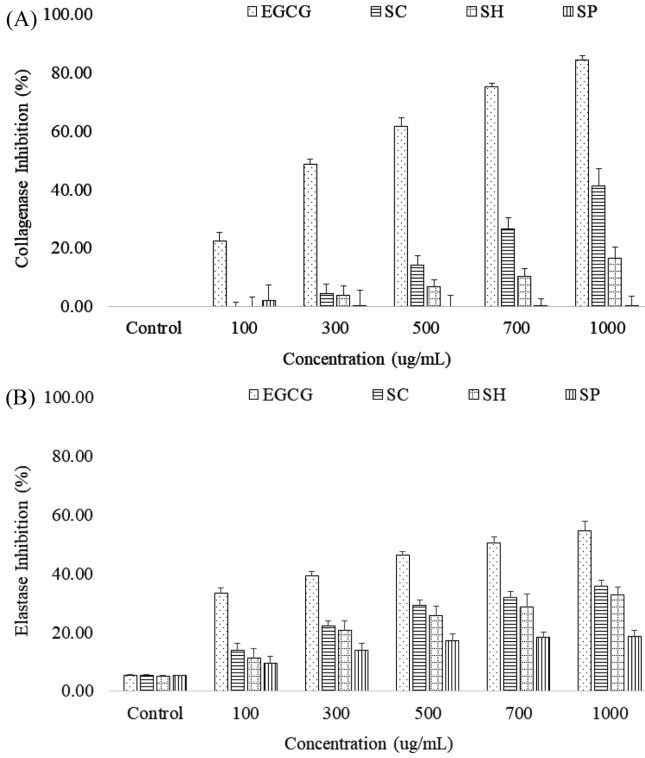 (A)
100.00
EGCG SC SH SP
80.00
60.00
40.00
20.00
0.00
Collagenase Inhibition (%)
Control 100 300 500 700 1000
Concentration (ug/mL)
(B)
100.00
EGCG SC SH SP
80.00
60.00
40.00
20.00
0.00
Elastase Inhibition (%)
Control 100 300 500 700 1000
Concentration (ug/mL)